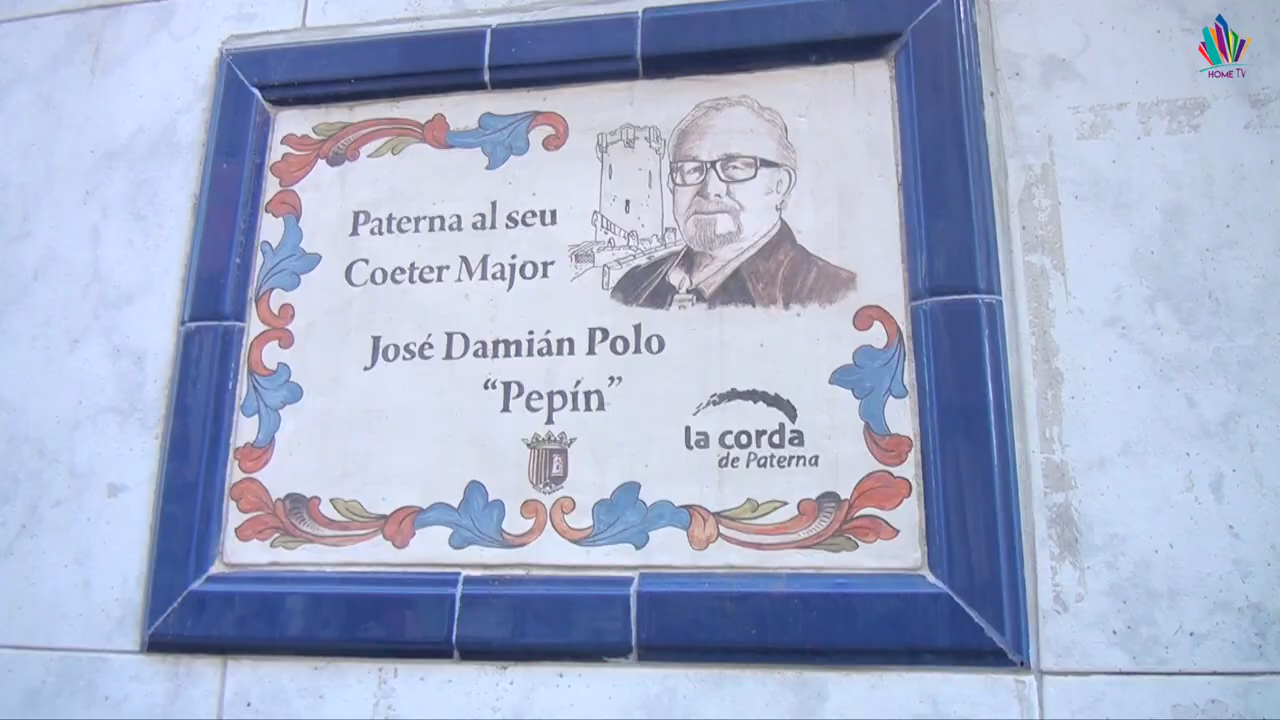 HOME TV
Paterna al seu
Coeter Major
José Damián Polo
“Pepín”
la corda
de Paterna